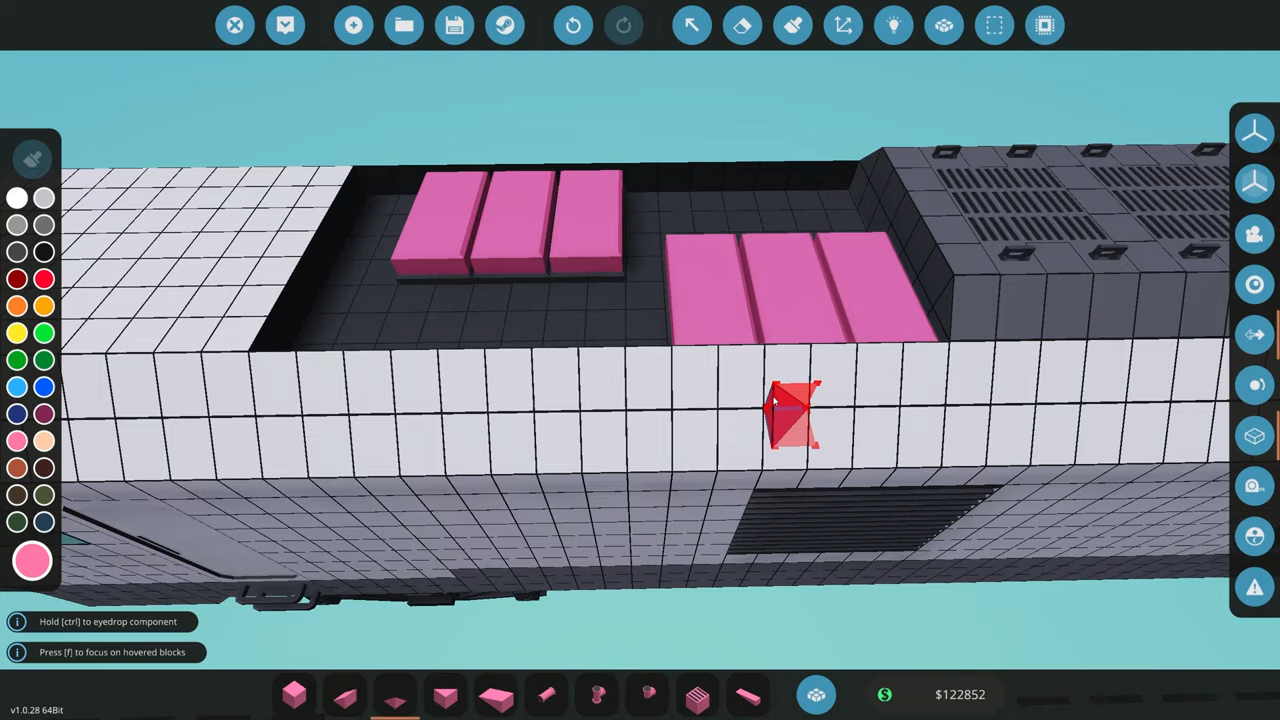 Hold [ctrl] to eyedrop component
Press [f] to focus on hovered blocks
$122852
v1.0.28 64Bit